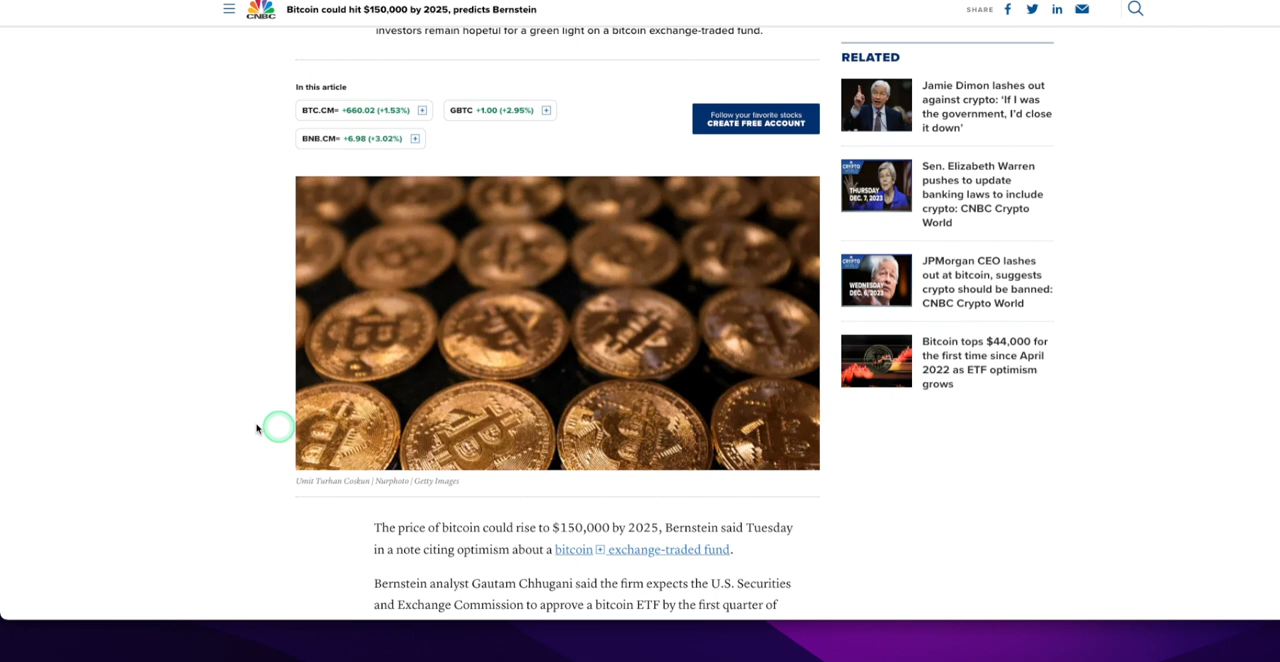 CNBC
Bitcoin could hit $150,000 by 2025, predicts Bernstein
SHARE
investors remain hopeful for a green light on a bitcoin exchange-traded fund.
In this article
BTC.CM= +660.02 (+1.53%)
GBTC +1.00 (+2.95%)
BNB.CM= +6.98 (+3.02%)
Follow your favorite stocks
CREATE FREE ACCOUNT
Umit Turhan Coskun | Nurphoto | Getty Images
The price of bitcoin could rise to $150,000 by 2025, Bernstein said Tuesday
in a note citing optimism about a bitcoin exchange-traded fund.
Bernstein analyst Gautam Chhugani said the firm expects the U.S. Securities
and Exchange Commission to approve a bitcoin ETF by the first quarter of
RELATED
Jamie Dimon lashes out
against crypto: ‘If I was
the government, I’d close
it down’
CRYPTO
THURSDAY
DEC. 7, 2023
Sen. Elizabeth Warren
pushes to update
banking laws to include
crypto: CNBC Crypto
World
CRYPTO
WEDNESDAY
DEC. 6, 2023
JPMorgan CEO lashes
out at bitcoin, suggests
crypto should be banned:
CNBC Crypto World
Bitcoin tops $44,000 for
the first time since April
2022 as ETF optimism
grows